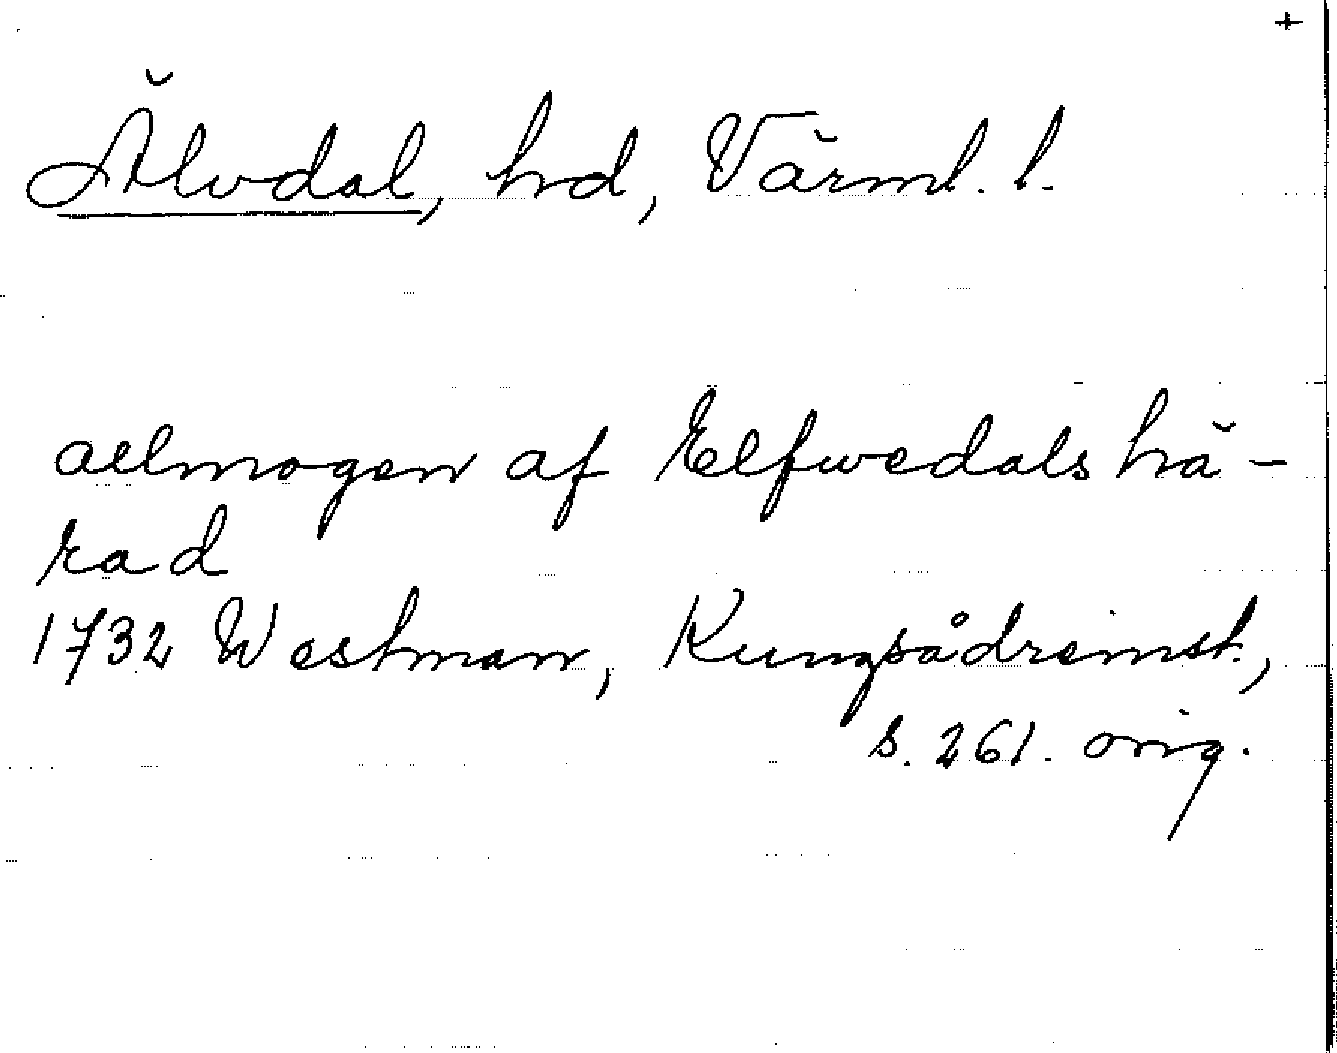 +
Älvdal, hd, Värml. l.
allmogen af Elfwedals hä-
rad
1732 Westman, Kungsådreinst.,
s. 261. orig.